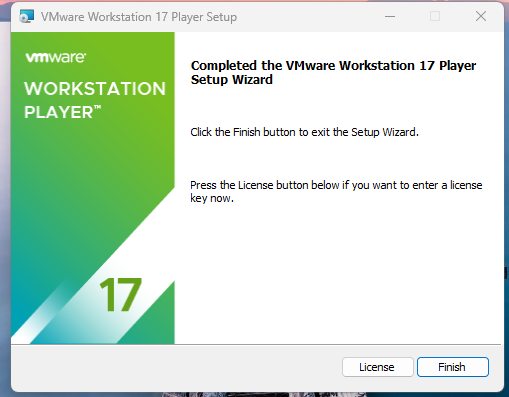 VMware Workstation 17 Player Setup
vmware®
WORKSTATION
PLAYER™
17
Completed the VMware Workstation 17 Player
Setup Wizard
Click the Finish button to exit the Setup Wizard.
Press the License button below if you want to enter a license
key now.
License
Finish